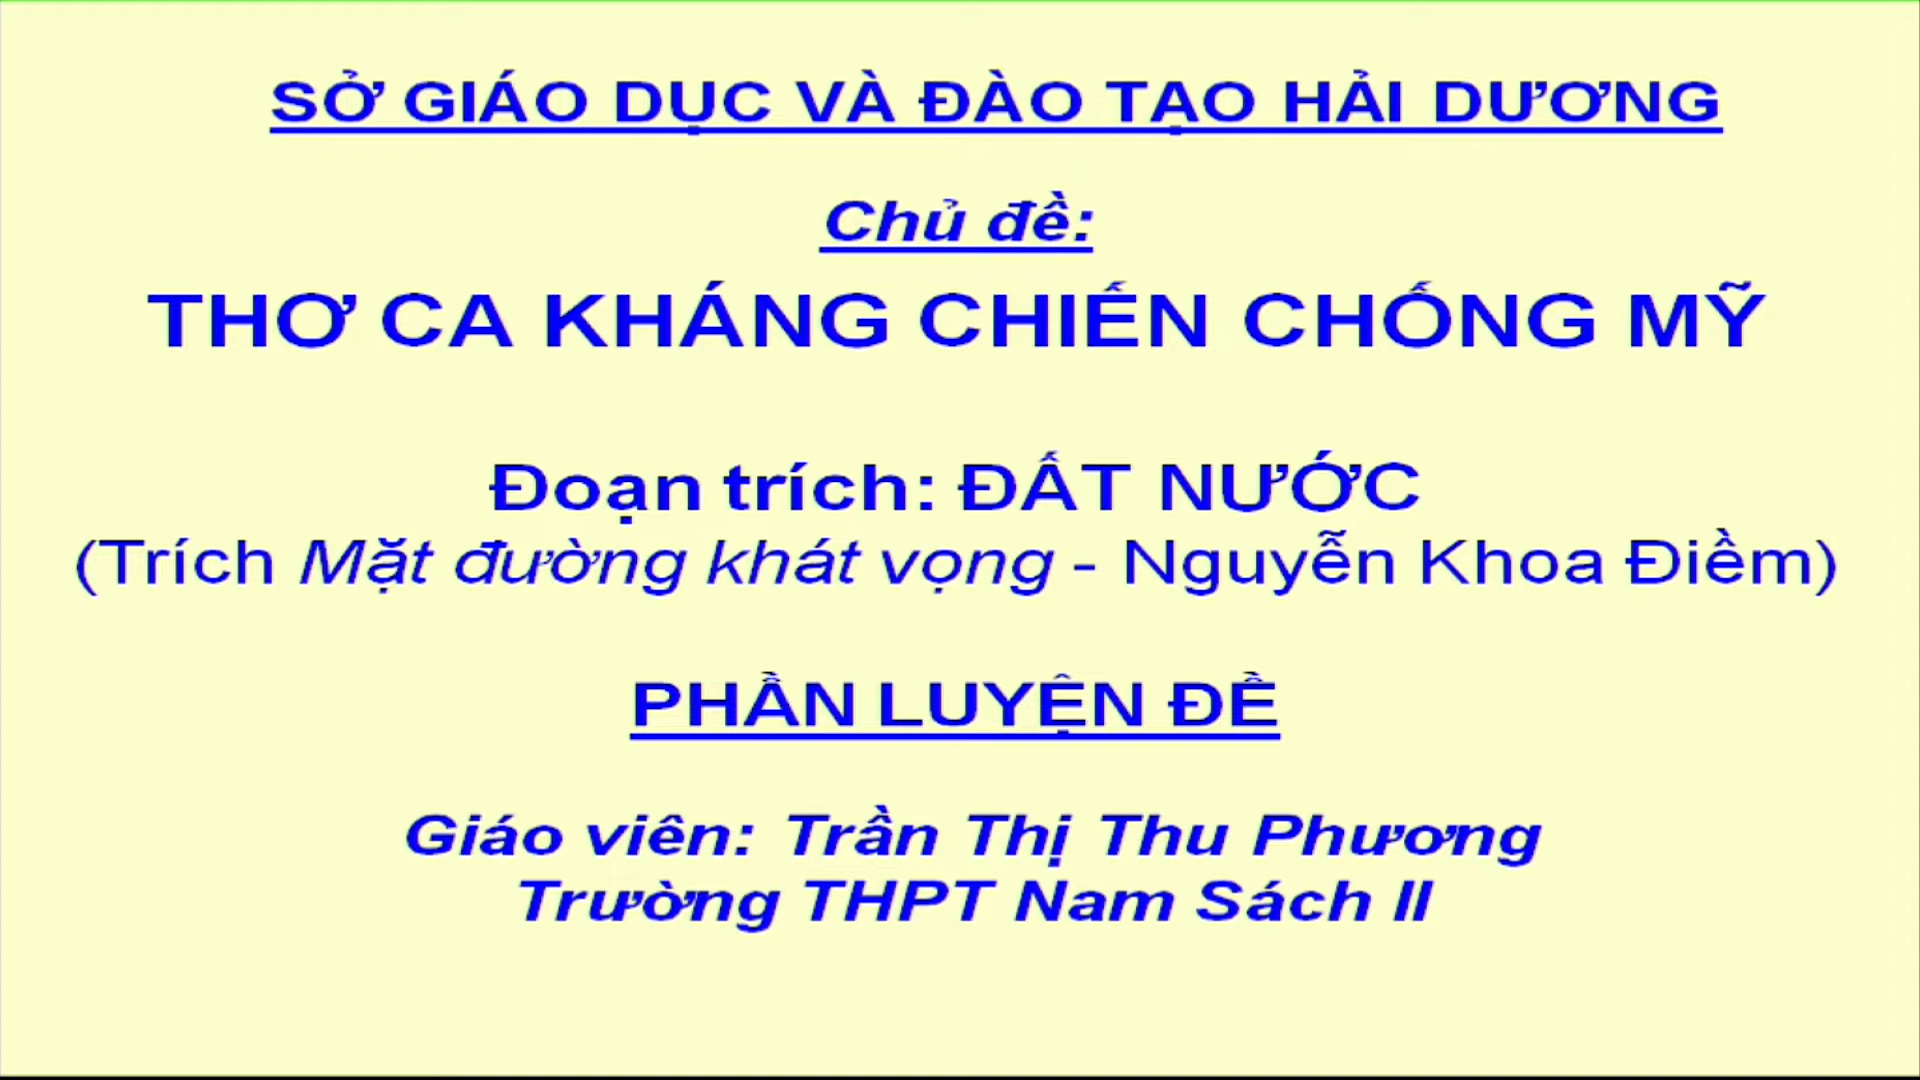 SỞ GIÁO DỤC VÀ ĐÀO TẠO HẢI DƯƠNG
Chủ đề:
THƠ CA KHÁNG CHIẾN CHỐNG MỸ
Đoạn trích: ĐẤT NƯỚC
(Trích Mặt đường khát vọng - Nguyễn Khoa Điềm)
PHẦN LUYỆN ĐỀ
Giáo viên: Trần Thị Thu Phương
Trường THPT Nam Sách II